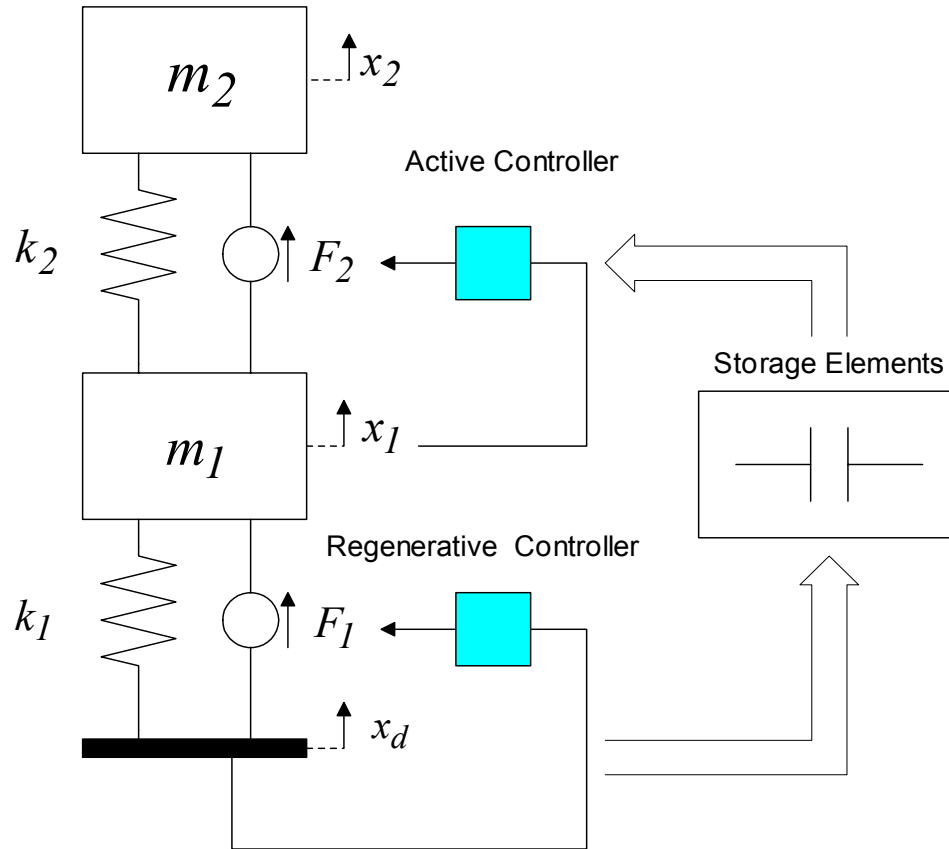 m2
x2
Active Controller
k2
F2
Storage Elements
x1
m1
Regenerative Controller
k1
F1
xd